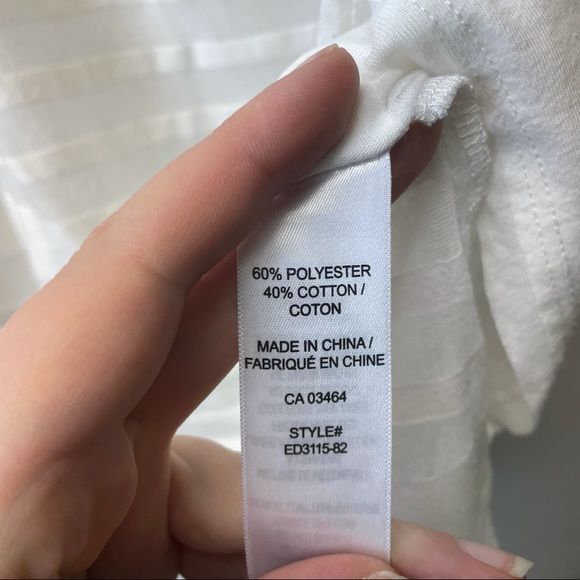 60% POLYESTER
40% COTTON /
COTON
MADE IN CHINA /
FABRIQUÉ EN CHINE
CA 03464
STYLE#
ED3115-82